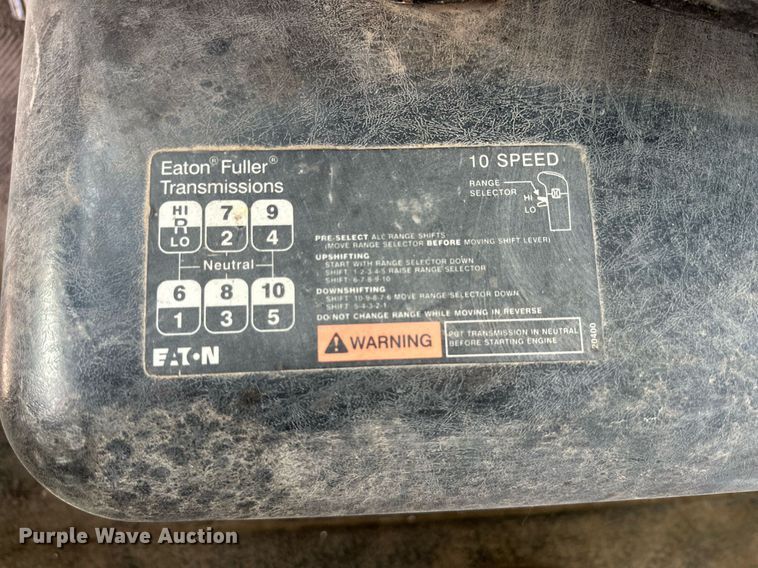 Eaton® Fuller®
Transmissions
10 SPEED
RANGE
SELECTOR
HI
LO
HI
R
LO
7
2
9
4
Neutral
6
1
8
3
10
5
PRE-SELECT ALL RANGE SHIFTS
(MOVE RANGE SELECTOR BEFORE MOVING SHIFT LEVER)
UPSHIFTING
START WITH RANGE SELECTOR DOWN
SHIFT: 1-2-3-4-5 RAISE RANGE SELECTOR
SHIFT: 6-7-8-9-10
DOWNSHIFTING
SHIFT: 10-9-8-7-6 MOVE RANGE SELECTOR DOWN
SHIFT: 5-4-3-2-1
DO NOT CHANGE RANGE WHILE MOVING IN REVERSE
WARNING
PUT TRANSMISSION IN NEUTRAL
BEFORE STARTING ENGINE
20400
EATON
Purple Wave Auction